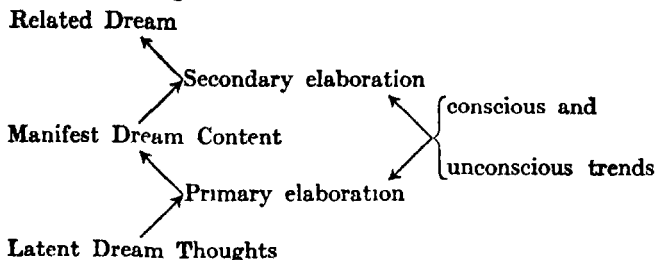 Related Dream
Secondary elaboration
conscious and
Manifest Dream Content
unconscious trends
Primary elaboration
Latent Dream Thoughts